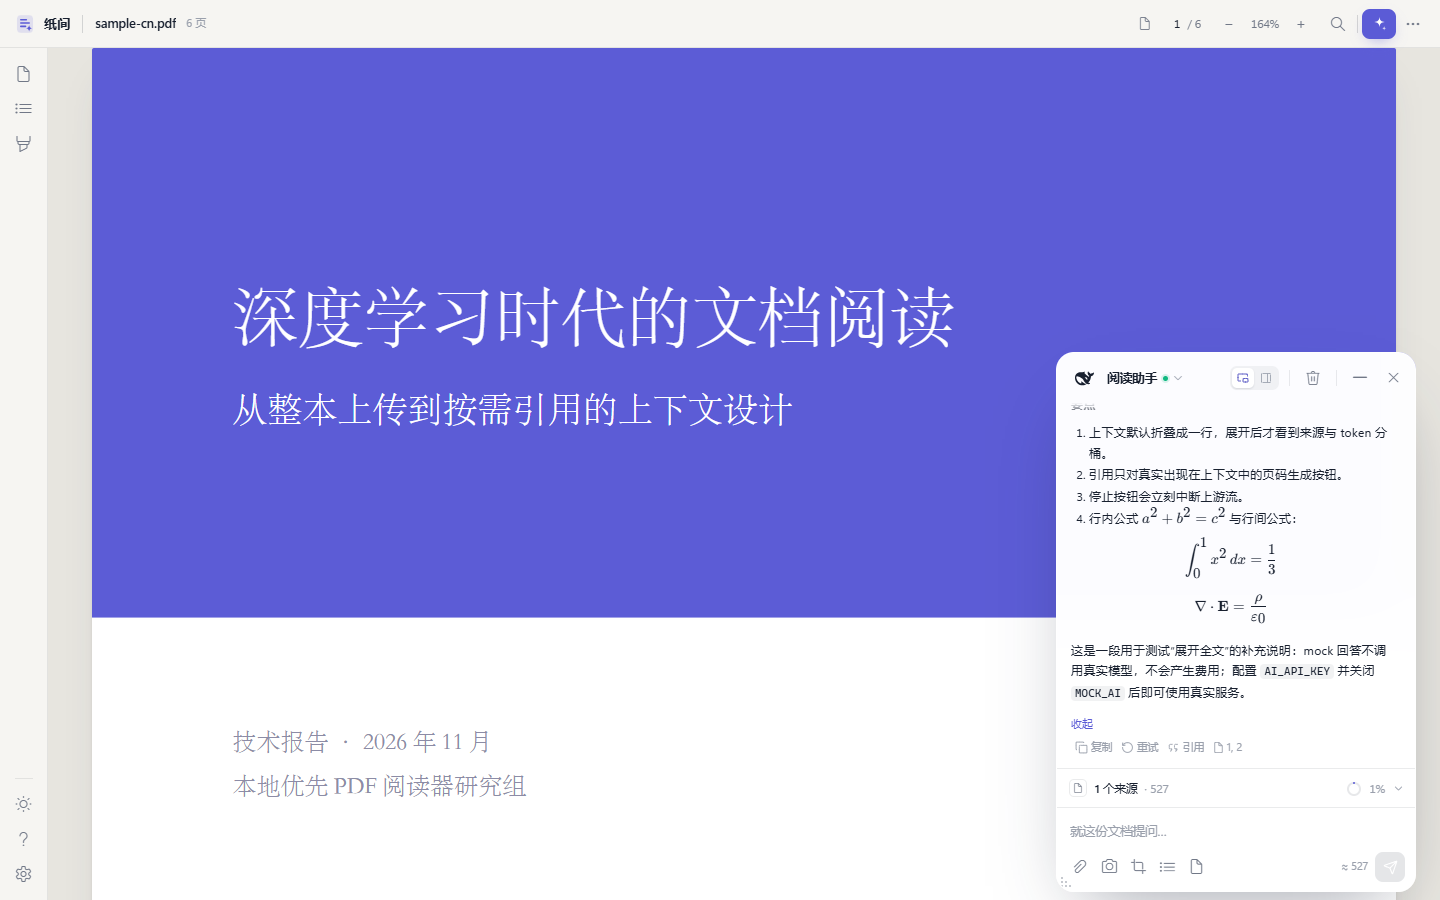 纸间
sample-cn.pdf 6 页
1 / 6
164%
深度学习时代的文档阅读
从整本上传到按需引用的上下文设计
技术报告 · 2026 年 11 月
本地优先 PDF 阅读器研究组
阅读助手
1. 上下文默认折叠成一行，展开后才看到来源与 token 分
桶。
2. 引用只对真实出现在上下文中的页码生成按钮。
3. 停止按钮会立刻中断上游流。
4. 行内公式 a² + b² = c² 与行间公式：
∫₀¹ x² dx = 1/3
∇ · E = ρ/ε0
这是一段用于测试“展开全文”的补充说明：mock 回答不调
用真实模型，不会产生费用；配置 AI_API_KEY 并关闭
MOCK_AI 后即可使用真实服务。
收起
复制 重试 引用 1, 2
1 个来源 · 527
1%
就这份文档提问...
≈ 527